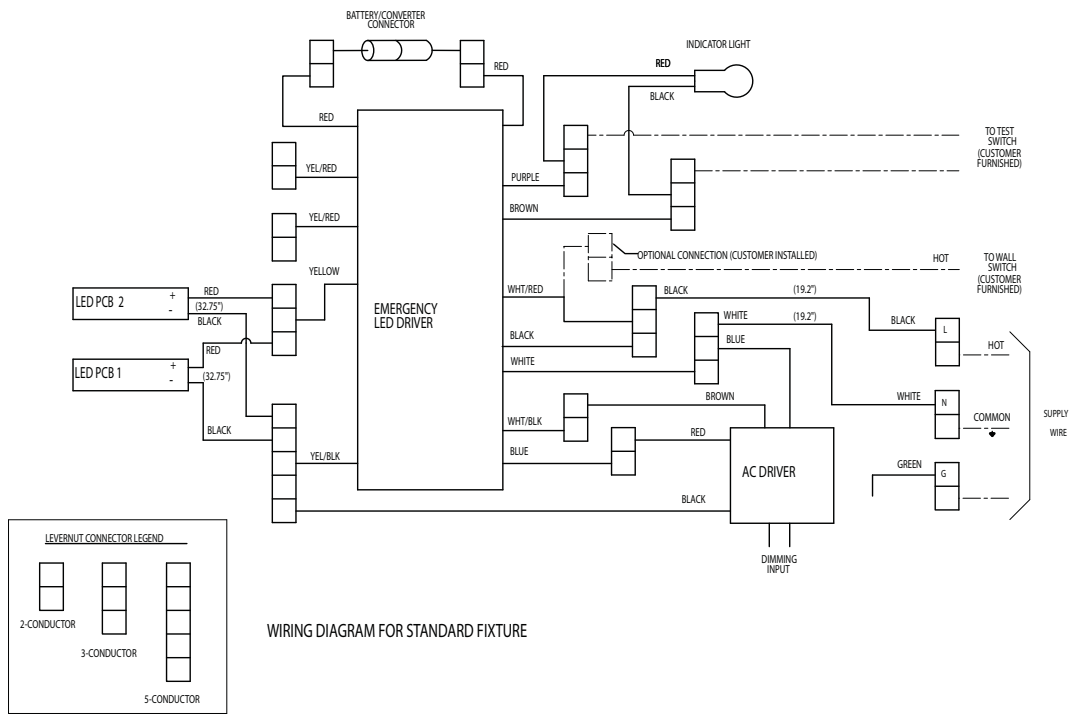 BATTERY/CONVERTER
CONNECTOR
INDICATOR LIGHT
RED
RED
BLACK
RED
TO TEST
SWITCH
(CUSTOMER
FURNISHED)
YEL/RED
PURPLE
BROWN
YEL/RED
OPTIONAL CONNECTION (CUSTOMER INSTALLED)
HOT
TO WALL
SWITCH
(CUSTOMER
FURNISHED)
YELLOW
WHT/RED
BLACK
(19.2")
LED PCB 2
+
-
RED
(32.75")
BLACK
EMERGENCY
LED DRIVER
WHITE
(19.2")
BLACK
L
HOT
BLACK
BLUE
RED
LED PCB 1
+
-
(32.75")
WHITE
BROWN
WHITE
N
COMMON
SUPPLY
WIRE
WHT/BLK
BLACK
RED
BLUE
YEL/BLK
AC DRIVER
GREEN
G
BLACK
DIMMING
INPUT
LEVERNUT CONNECTOR LEGEND
2-CONDUCTOR
3-CONDUCTOR
5-CONDUCTOR
WIRING DIAGRAM FOR STANDARD FIXTURE